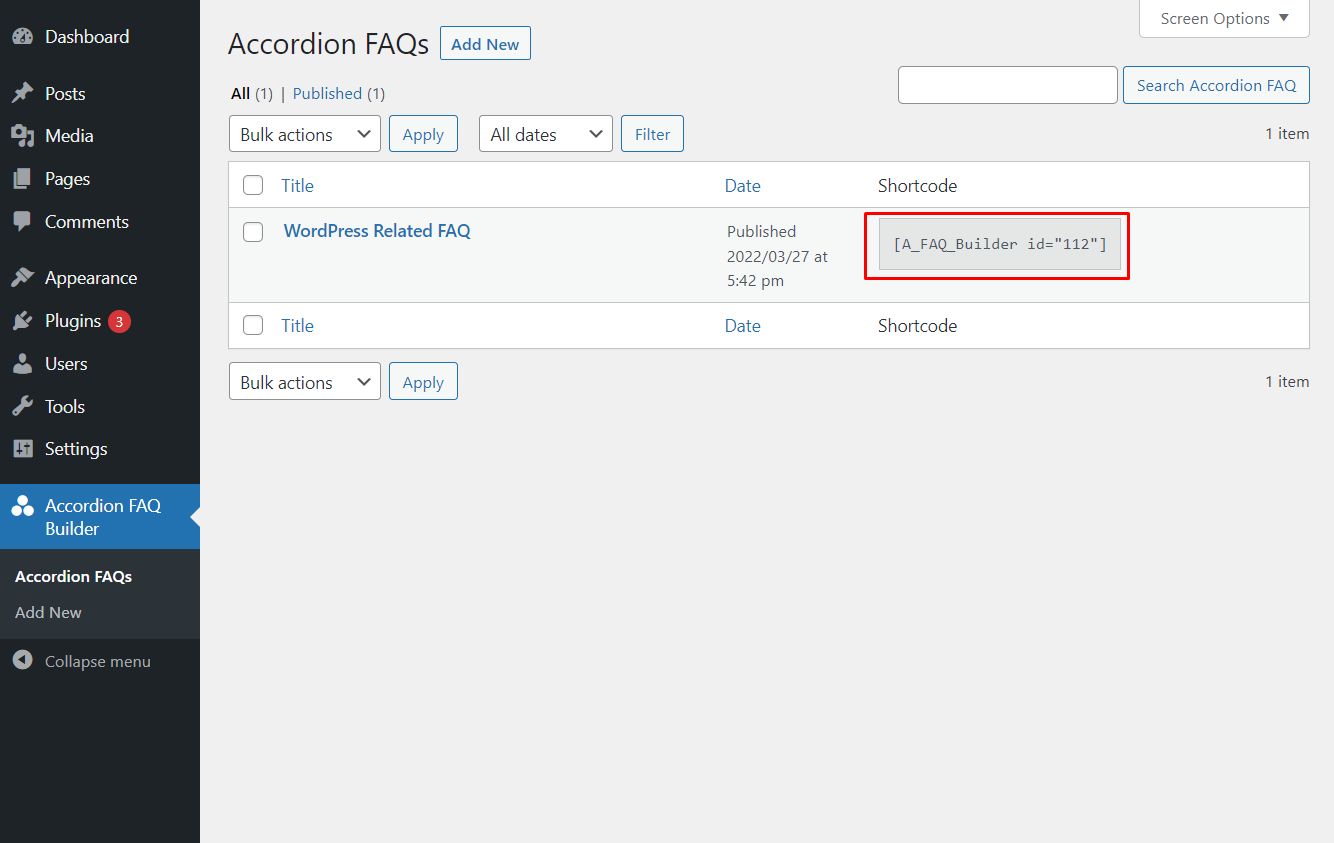 Dashboard
Posts
Media
Pages
Comments
Appearance
Plugins 3
Users
Tools
Settings
Accordion FAQ
Builder
Accordion FAQs
Add New
Collapse menu
Screen Options
Accordion FAQs Add New
All (1) | Published (1)
Search Accordion FAQ
Bulk actions Apply All dates Filter 1 item
Title Date Shortcode
WordPress Related FAQ Published [A_FAQ_Builder id="112"]
2022/03/27 at
5:42 pm
Title Date Shortcode
Bulk actions Apply 1 item